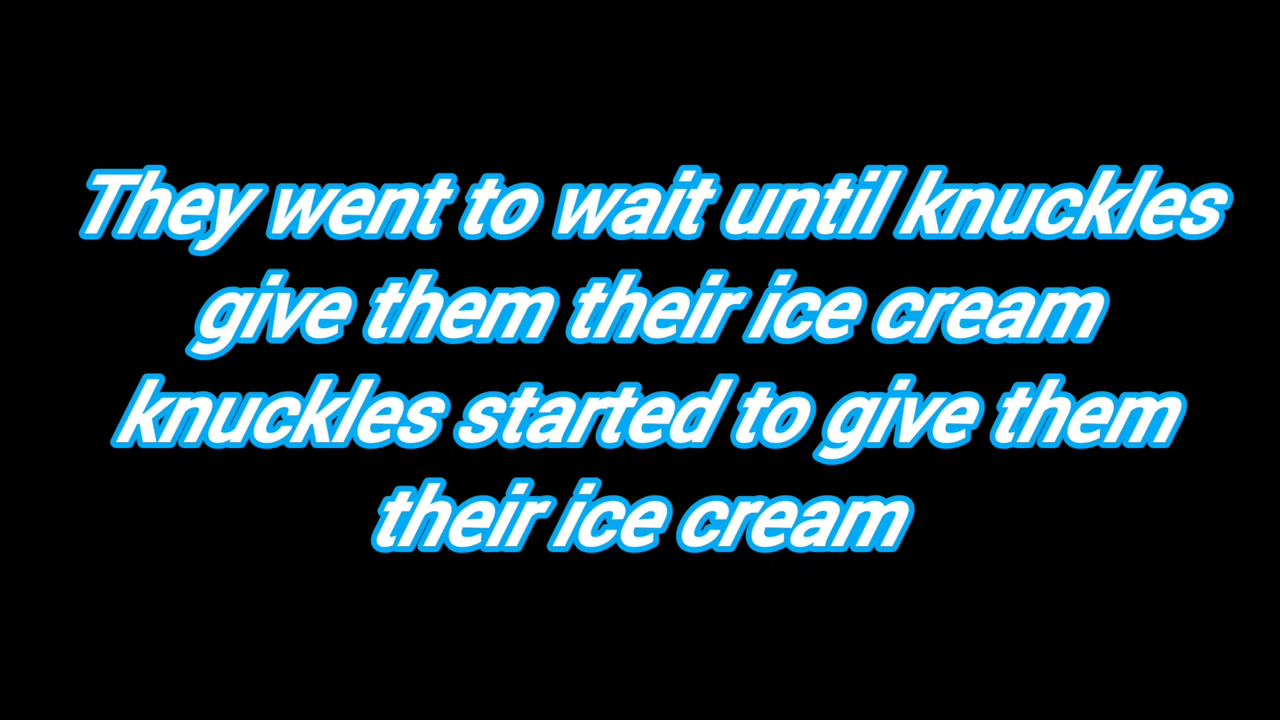 They went to wait until knuckles
give them their ice cream
knuckles started to give them
their ice cream